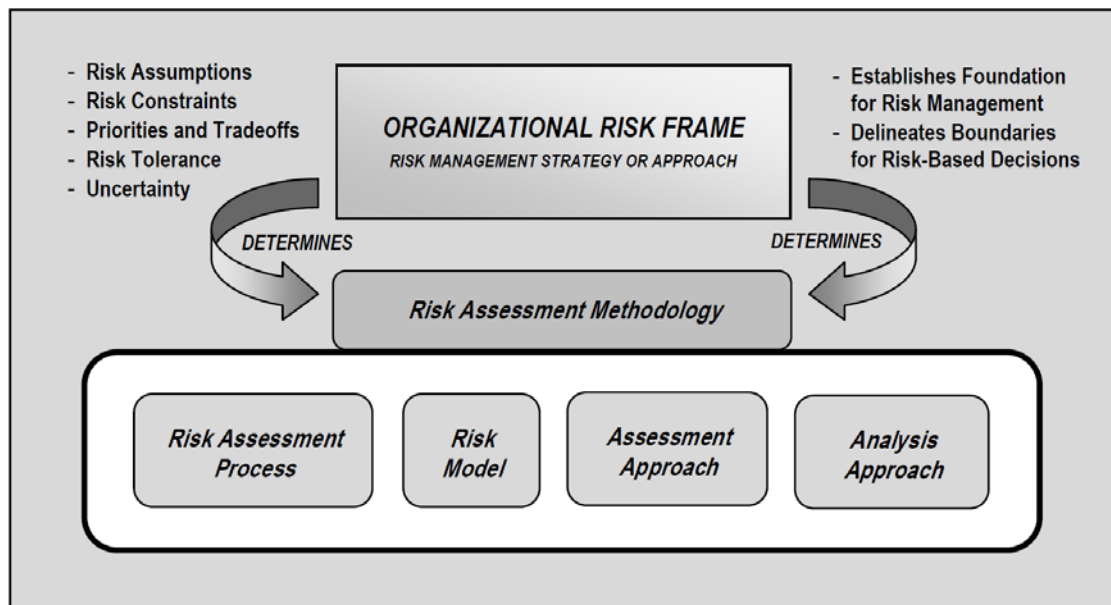 - Risk Assumptions
- Risk Constraints
- Priorities and Tradeoffs
- Risk Tolerance
- Uncertainty
ORGANIZATIONAL RISK FRAME
RISK MANAGEMENT STRATEGY OR APPROACH
- Establishes Foundation
for Risk Management
- Delineates Boundaries
for Risk-Based Decisions
DETERMINES
DETERMINES
Risk Assessment Methodology
Risk Assessment
Process
Risk
Model
Assessment
Approach
Analysis
Approach